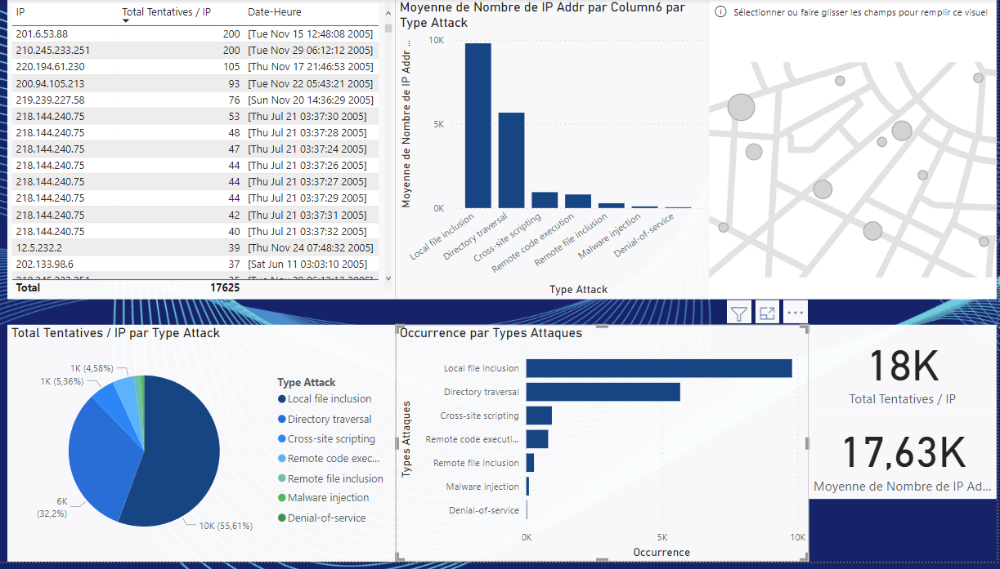 IP Total Tentatives / IP Date-Heure
201.6.53.88 200 [Tue Nov 15 12:48:08 2005]
210.245.233.251 200 [Tue Nov 29 06:12:12 2005]
220.194.61.230 105 [Thu Nov 17 21:46:53 2005]
200.94.105.213 93 [Tue Nov 22 05:43:21 2005]
219.239.227.58 76 [Sun Nov 20 14:36:29 2005]
218.144.240.75 53 [Thu Jul 21 03:37:30 2005]
218.144.240.75 48 [Thu Jul 21 03:37:28 2005]
218.144.240.75 47 [Thu Jul 21 03:37:24 2005]
218.144.240.75 44 [Thu Jul 21 03:37:26 2005]
218.144.240.75 44 [Thu Jul 21 03:37:27 2005]
218.144.240.75 44 [Thu Jul 21 03:37:29 2005]
218.144.240.75 42 [Thu Jul 21 03:37:31 2005]
218.144.240.75 40 [Thu Jul 21 03:37:32 2005]
12.5.232.2 39 [Thu Nov 24 07:48:32 2005]
202.133.98.6 37 [Sat Jun 11 03:03:10 2005]
Total 17625
Moyenne de Nombre de IP Addr par Column6 par
Type Attack
Moyenne de Nombre de IP Addr ...
10K
5K
0K
Local file inclusion
Directory traversal
Cross-site scripting
Remote code execution
Remote file inclusion
Malware injection
Denial-of-service
Type Attack
Sélectionner ou faire glisser les champs pour remplir ce visuel
Total Tentatives / IP par Type Attack
1K (4,58%)
1K (5,36%)
6K
(32,2%)
10K (55,61%)
Type Attack
Local file inclusion
Directory traversal
Cross-site scripting
Remote code exec...
Remote file inclusion
Malware injection
Denial-of-service
Occurrence par Types Attaques
Types Attaques
Local file inclusion
Directory traversal
Cross-site scripting
Remote code executi...
Remote file inclusion
Malware injection
Denial-of-service
0K 5K 10K
Occurrence
18K
Total Tentatives / IP
17,63K
Moyenne de Nombre de IP Ad...